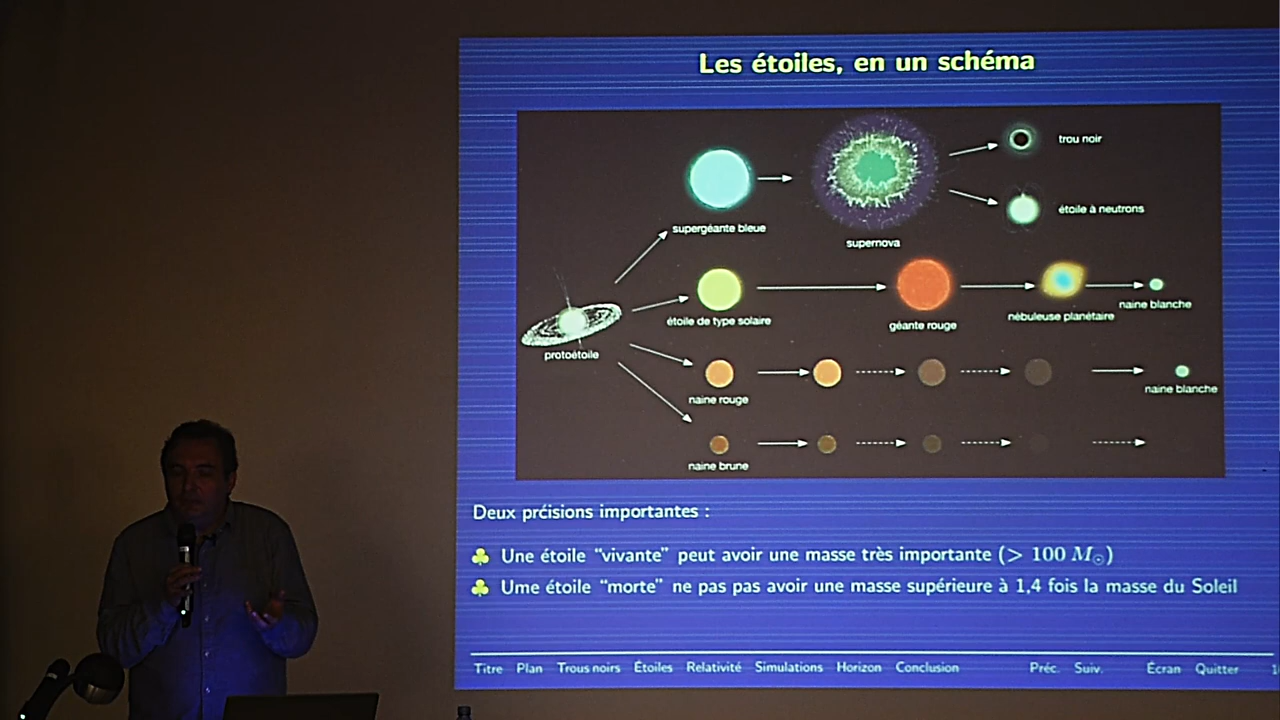 Les étoiles, en un schéma
trou noir
étoile à neutrons
supergéante bleue
supernova
naine blanche
étoile de type solaire
géante rouge
nébuleuse planétaire
protoétoile
naine rouge
naine blanche
naine brune
Deux prćisions importantes :
Une étoile “vivante” peut avoir une masse très importante (> 100 M☉)
Ume étoile “morte” ne pas pas avoir une masse supérieure à 1,4 fois la masse du Soleil
Titre Plan Trous noirs Étoiles Relativité Simulations Horizon Conclusion Préc. Suiv. Écran Quitter